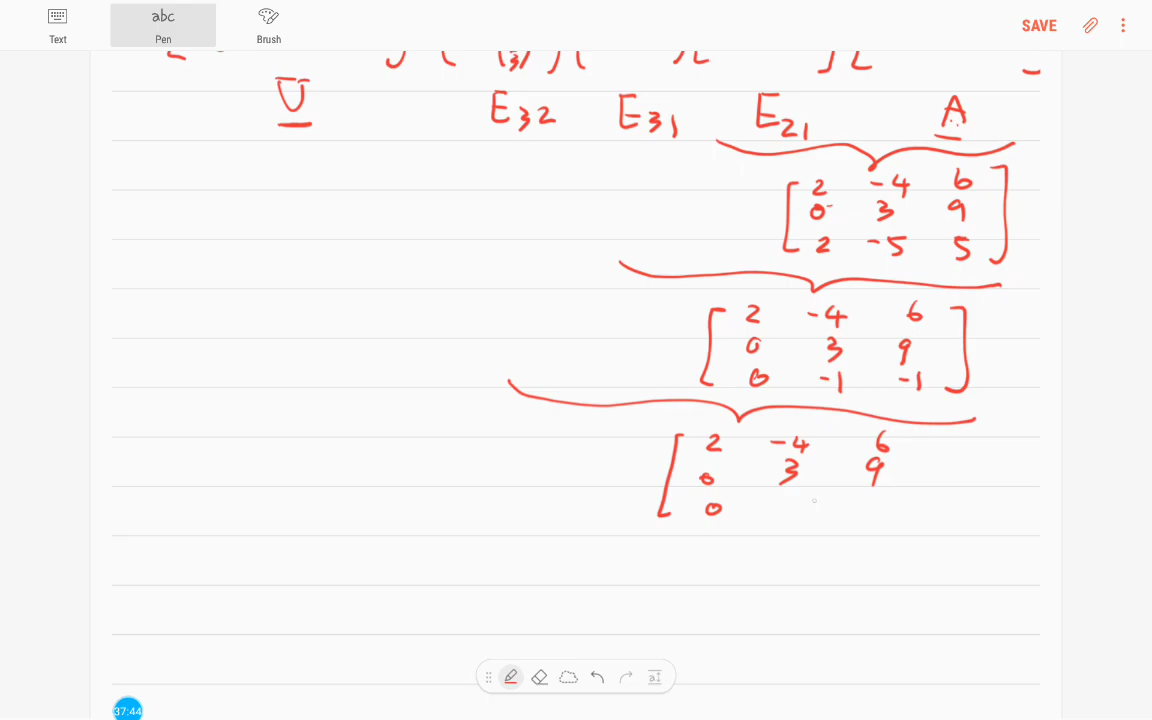 abc
SAVE
Text Pen Brush
U E32 E31 E21 A
2 -4 6
0 3 9
2 -5 5
2 -4 6
0 3 9
0 -1 -1
2 -4 6
0 3 9
0
37:44